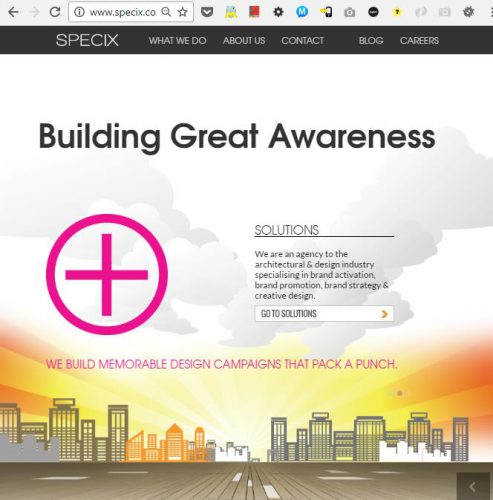 www.specix.co
SPECIX WHAT WE DO ABOUT US CONTACT BLOG CAREERS
Building Great Awareness
SOLUTIONS
We are an agency to the
architectural & design industry
specialising in brand activation,
brand promotion, brand strategy &
creative design.
GO TO SOLUTIONS
WE BUILD MEMORABLE DESIGN CAMPAIGNS THAT PACK A PUNCH.